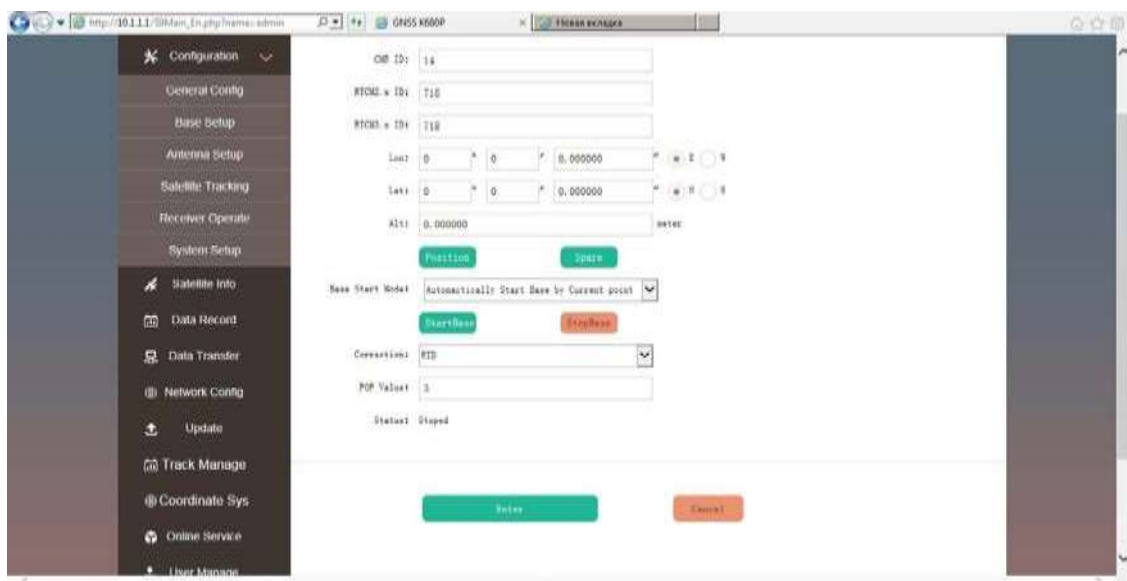 http://10.1.1.1/SIMain_En.php?name=admin GNSS K600P Новая вкладка
Configuration
General Config
Base Setup
Antenna Setup
Satellite Tracking
Receiver Operate
System Setup
Satellite Info
Data Record
Data Transfer
Network Config
Update
Track Manage
Coordinate Sys
Online Service
User Manage
CMR ID: 14
RTCM2.x ID: 718
RTCM3.x ID: 718
Lon: 0 ° 0 ′ 0.000000 ″ E W
Lat: 0 ° 0 ′ 0.000000 ″ N S
Alt: 0.000000 meter
Position
Base Start Mode: Automactically Start Base by Current point
StartBase StopBase
Correction: RTD
POP Value: 3
Status: Stoped
Enter Cancel